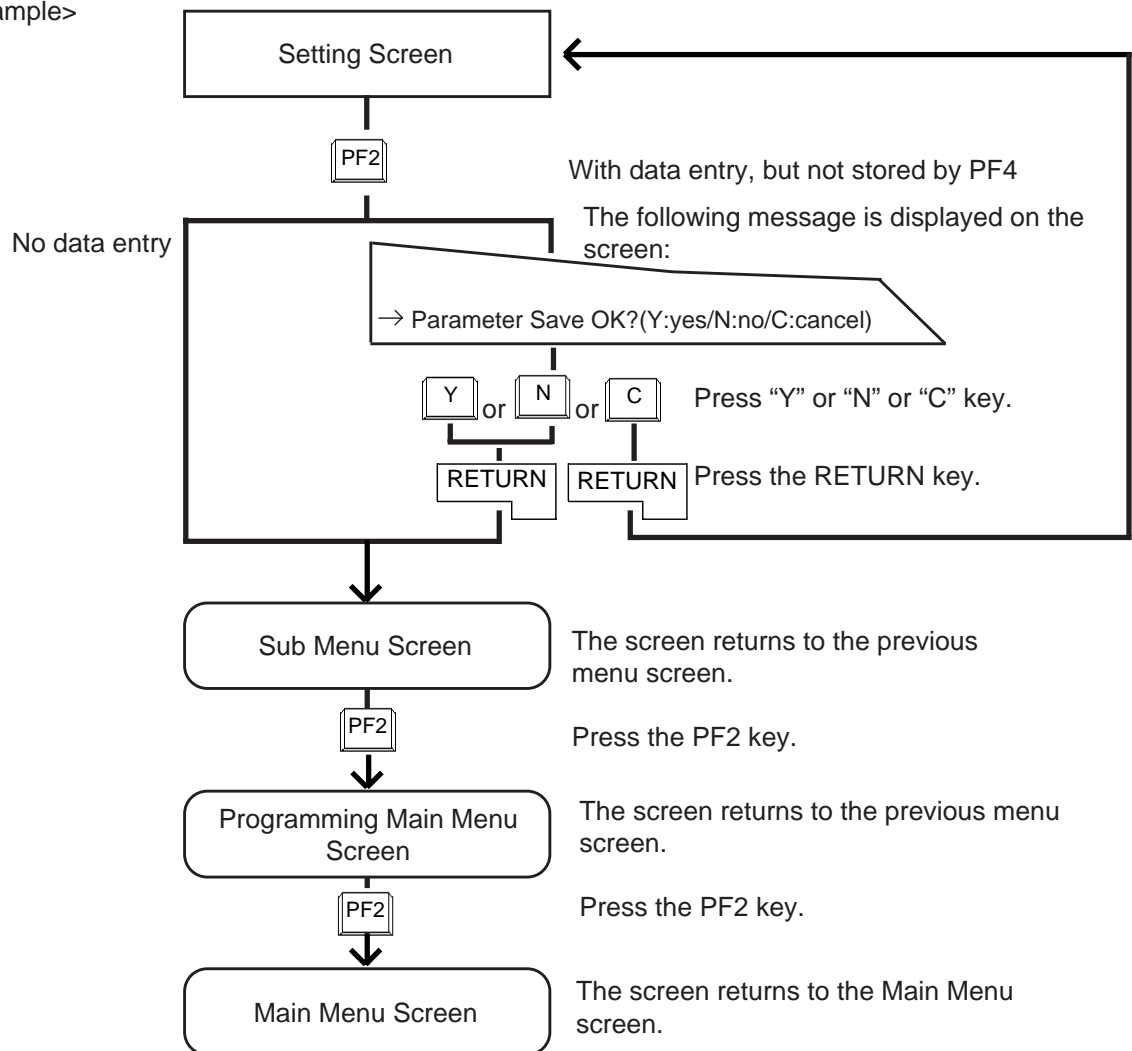 ample>
Setting Screen
PF2
With data entry, but not stored by PF4
No data entry
The following message is displayed on the
screen:
→ Parameter Save OK?(Y:yes/N:no/C:cancel)
Y or N or C
Press “Y” or “N” or “C” key.
RETURN
RETURN
Press the RETURN key.
Sub Menu Screen
The screen returns to the previous
menu screen.
PF2
Press the PF2 key.
Programming Main Menu
Screen
The screen returns to the previous menu
screen.
PF2
Press the PF2 key.
Main Menu Screen
The screen returns to the Main Menu
screen.